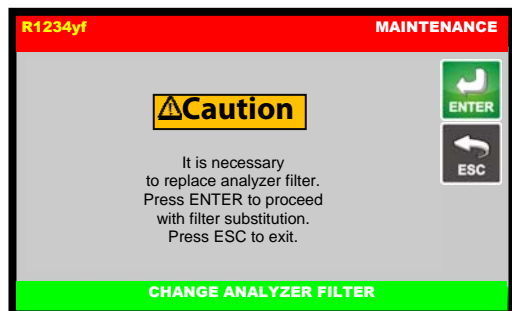 R1234yf MAINTENANCE
⚠Caution
ENTER
ESC
It is necessary
to replace analyzer filter.
Press ENTER to proceed
with filter substitution.
Press ESC to exit.
CHANGE ANALYZER FILTER